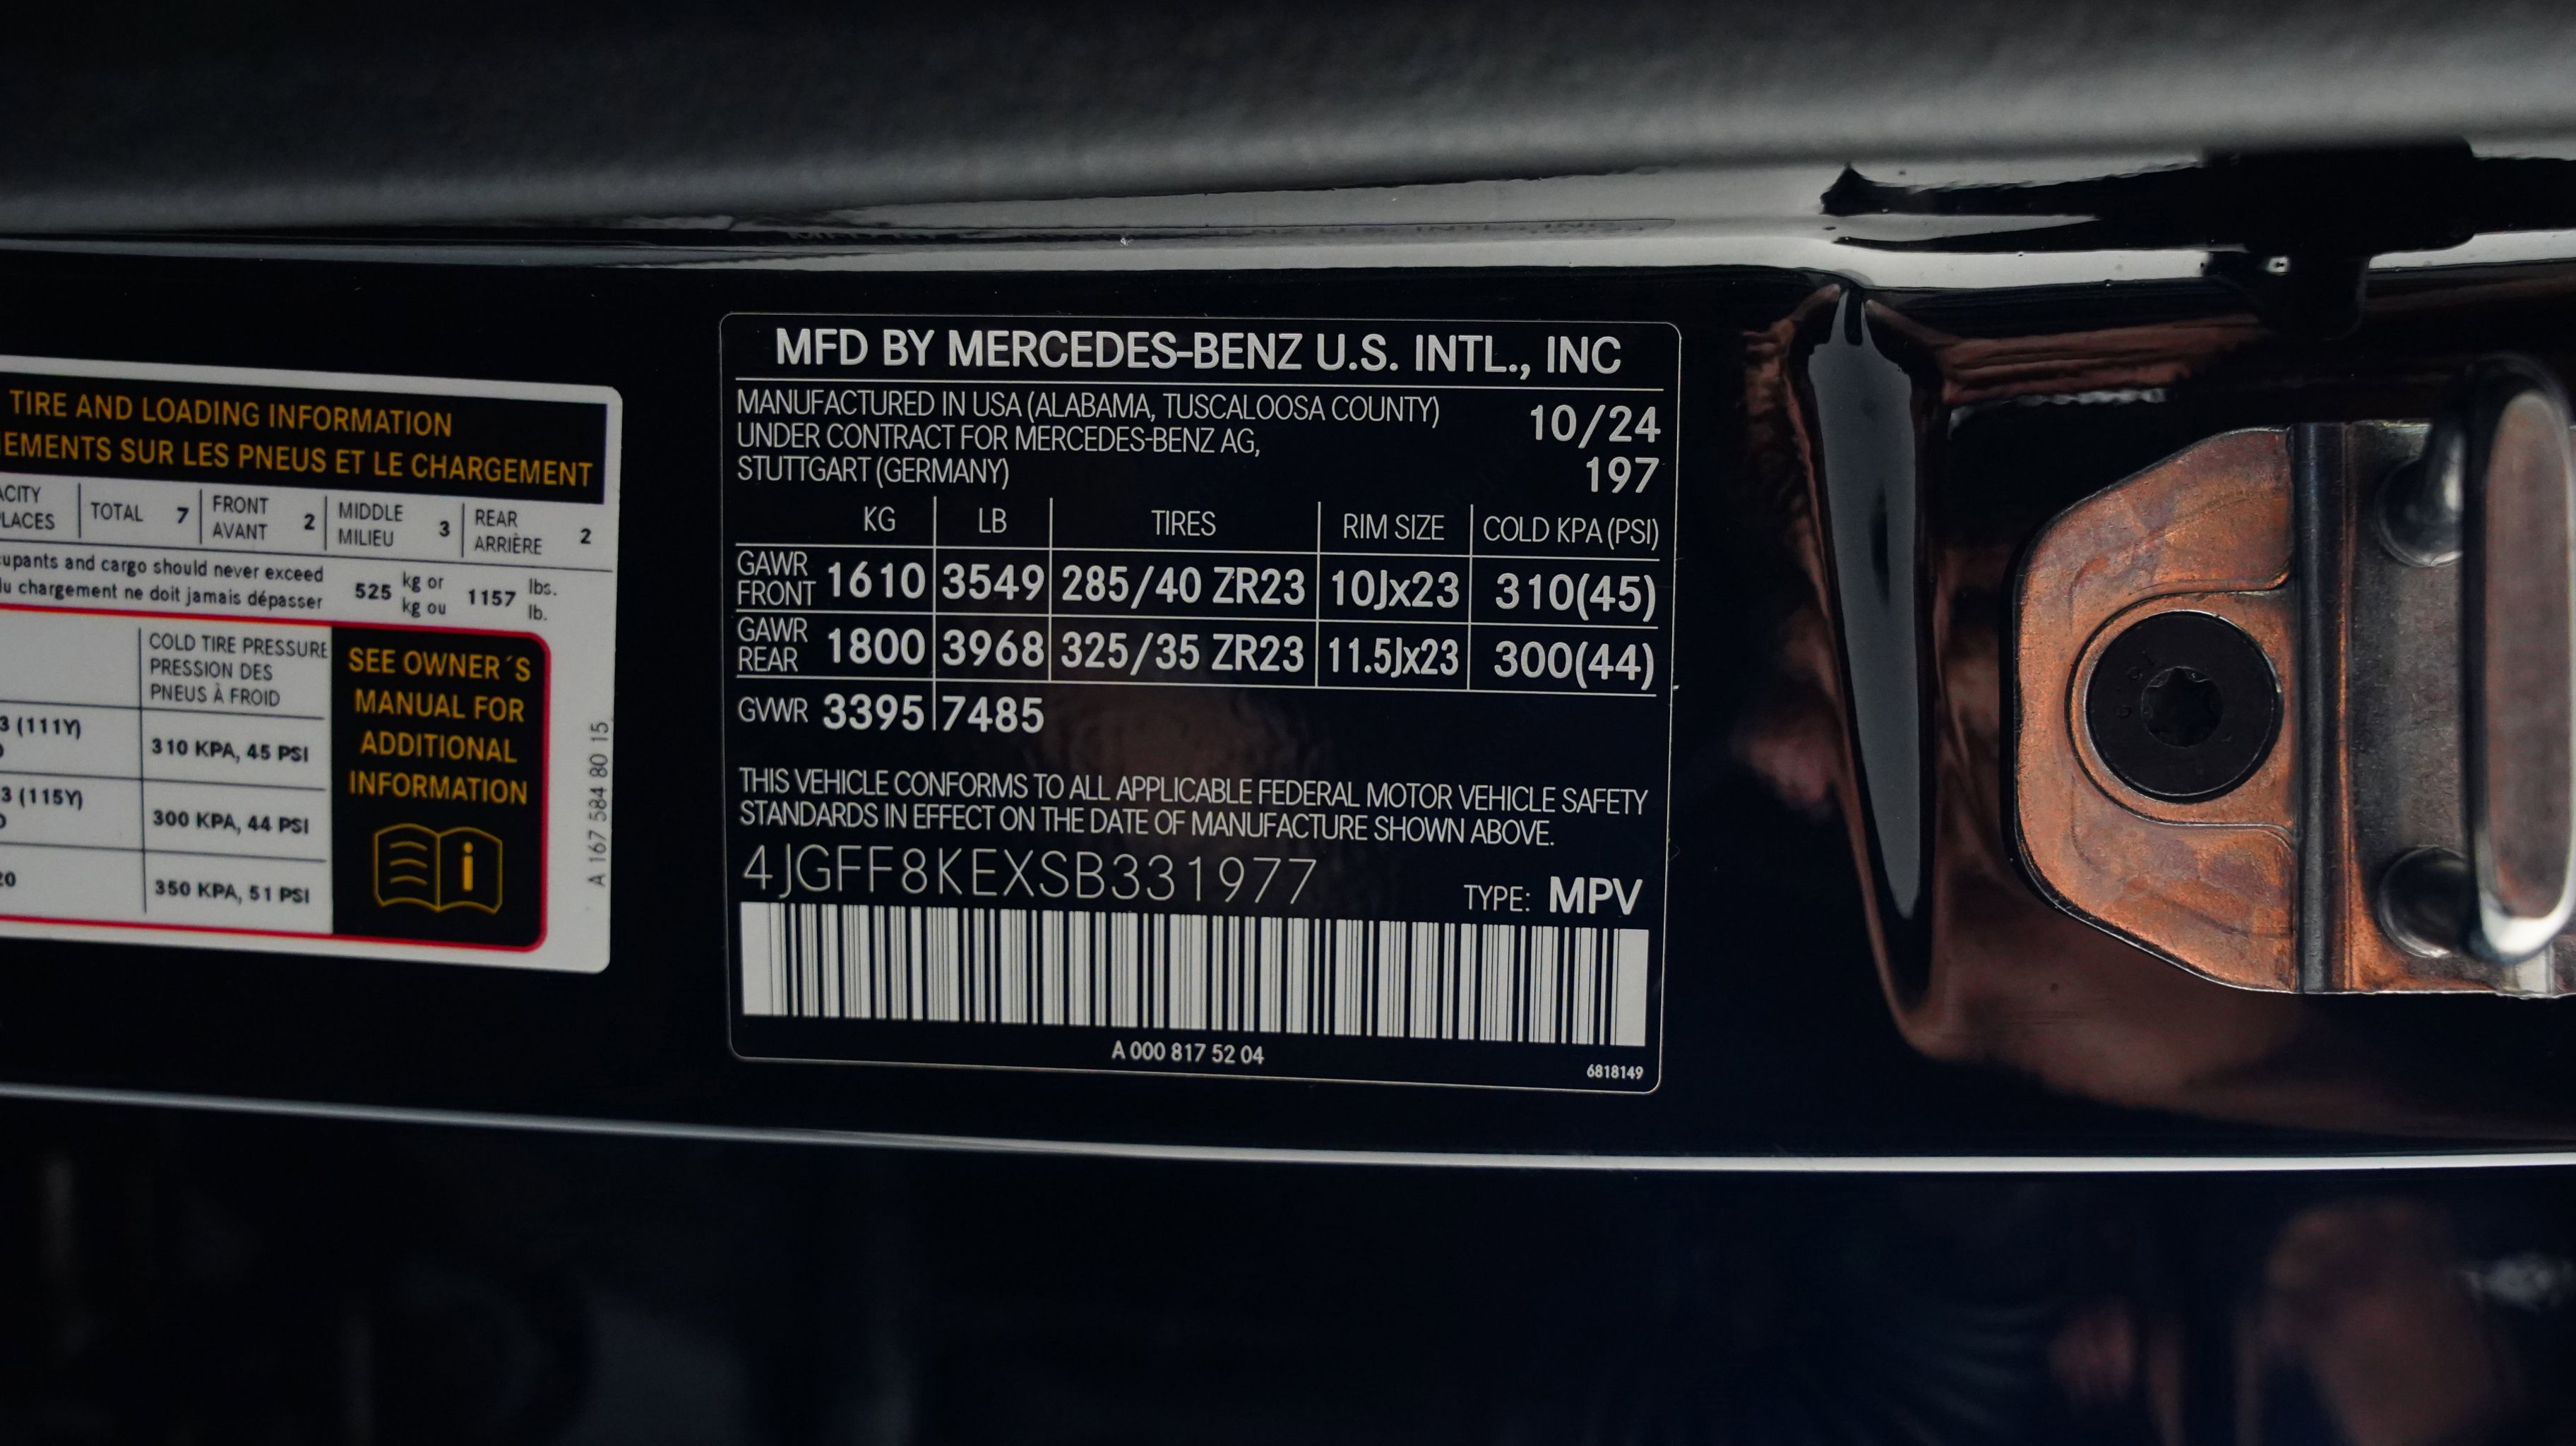 TIRE AND LOADING INFORMATION
SUR LES PNEUS ET LE CHARGEMENT
TOTAL 7 FRONT AVANT 2 MIDDLE MILIEU 3 REAR ARRIÈRE 2
and cargo should never exceed
chargement ne doit jamais dépasser
525 kg or kg ou 1157 lbs. lb.
COLD TIRE PRESSURE
PRESSION DES
PNEUS À FROID
(111Y)
310 KPA, 45 PSI
(115Y)
300 KPA, 44 PSI
350 KPA, 51 PSI
SEE OWNER´S
MANUAL FOR
ADDITIONAL
INFORMATION
A 167 584 80 15
MFD BY MERCEDES-BENZ U.S. INTL., INC
MANUFACTURED IN USA (ALABAMA, TUSCALOOSA COUNTY) 10/24
UNDER CONTRACT FOR MERCEDES-BENZ AG,
STUTTGART (GERMANY) 197
KG LB TIRES RIM SIZE COLD KPA (PSI)
GAWR FRONT 1610 3549 285/40 ZR23 10Jx23 310(45)
GAWR REAR 1800 3968 325/35 ZR23 11.5Jx23 300(44)
GVWR 3395 7485
THIS VEHICLE CONFORMS TO ALL APPLICABLE FEDERAL MOTOR VEHICLE SAFETY
STANDARDS IN EFFECT ON THE DATE OF MANUFACTURE SHOWN ABOVE.
4JGFF8KEXSB331977 TYPE: MPV
A 000 817 52 04
6818149